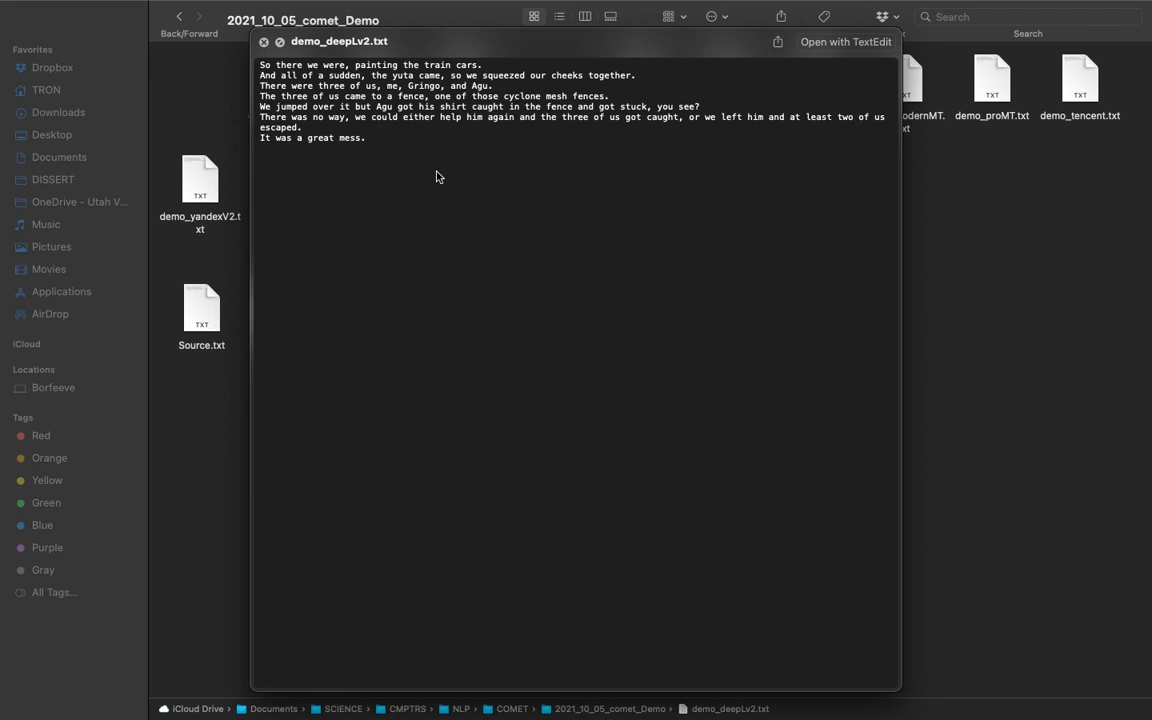 2021_10_05_comet_Demo
Back/Forward
Search
Search
Favorites
Dropbox
TRON
Downloads
Desktop
Documents
DISSERT
OneDrive - Utah V...
Music
Pictures
Movies
Applications
AirDrop
iCloud
Locations
Borfeeve
Tags
Red
Orange
Yellow
Green
Blue
Purple
Gray
All Tags...
demo_deepLv2.txt
Open with TextEdit
So there we were, painting the train cars.
And all of a sudden, the yuta came, so we squeezed our cheeks together.
There were three of us, me, Gringo, and Agu.
The three of us came to a fence, one of those cyclone mesh fences.
We jumped over it but Agu got his shirt caught in the fence and got stuck, you see?
There was no way, we could either help him again and the three of us got caught, or we left him and at least two of us
escaped.
It was a great mess.
TXT
demo_yandexV2.t
xt
TXT
Source.txt
TXT
odernMT.
xt
TXT
demo_proMT.txt
TXT
demo_tencent.txt
iCloud Drive › Documents › SCIENCE › CMPTRS › NLP › COMET › 2021_10_05_comet_Demo › demo_deepLv2.txt